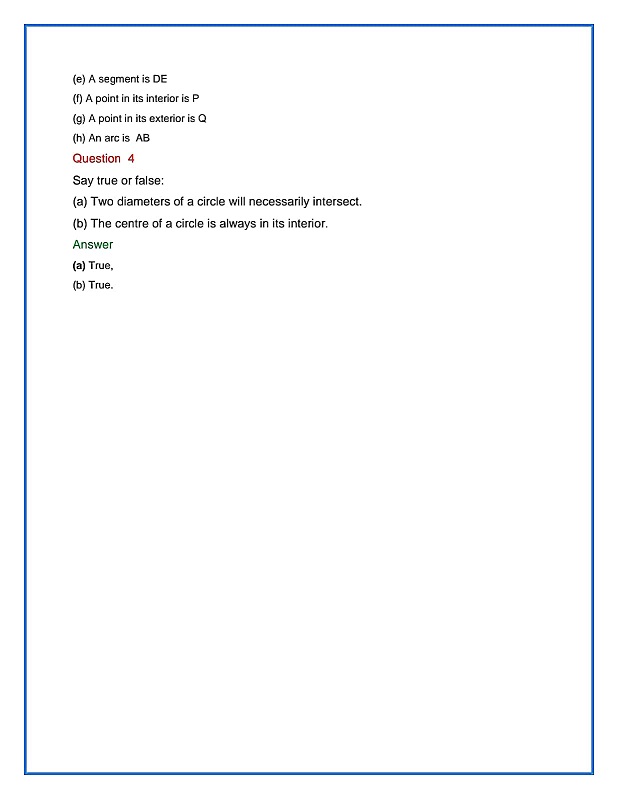 (e) A segment is DE
(f) A point in its interior is P
(g) A point in its exterior is Q
(h) An arc is AB
Question 4
Say true or false:
(a) Two diameters of a circle will necessarily intersect.
(b) The centre of a circle is always in its interior.
Answer
(a) True,
(b) True.